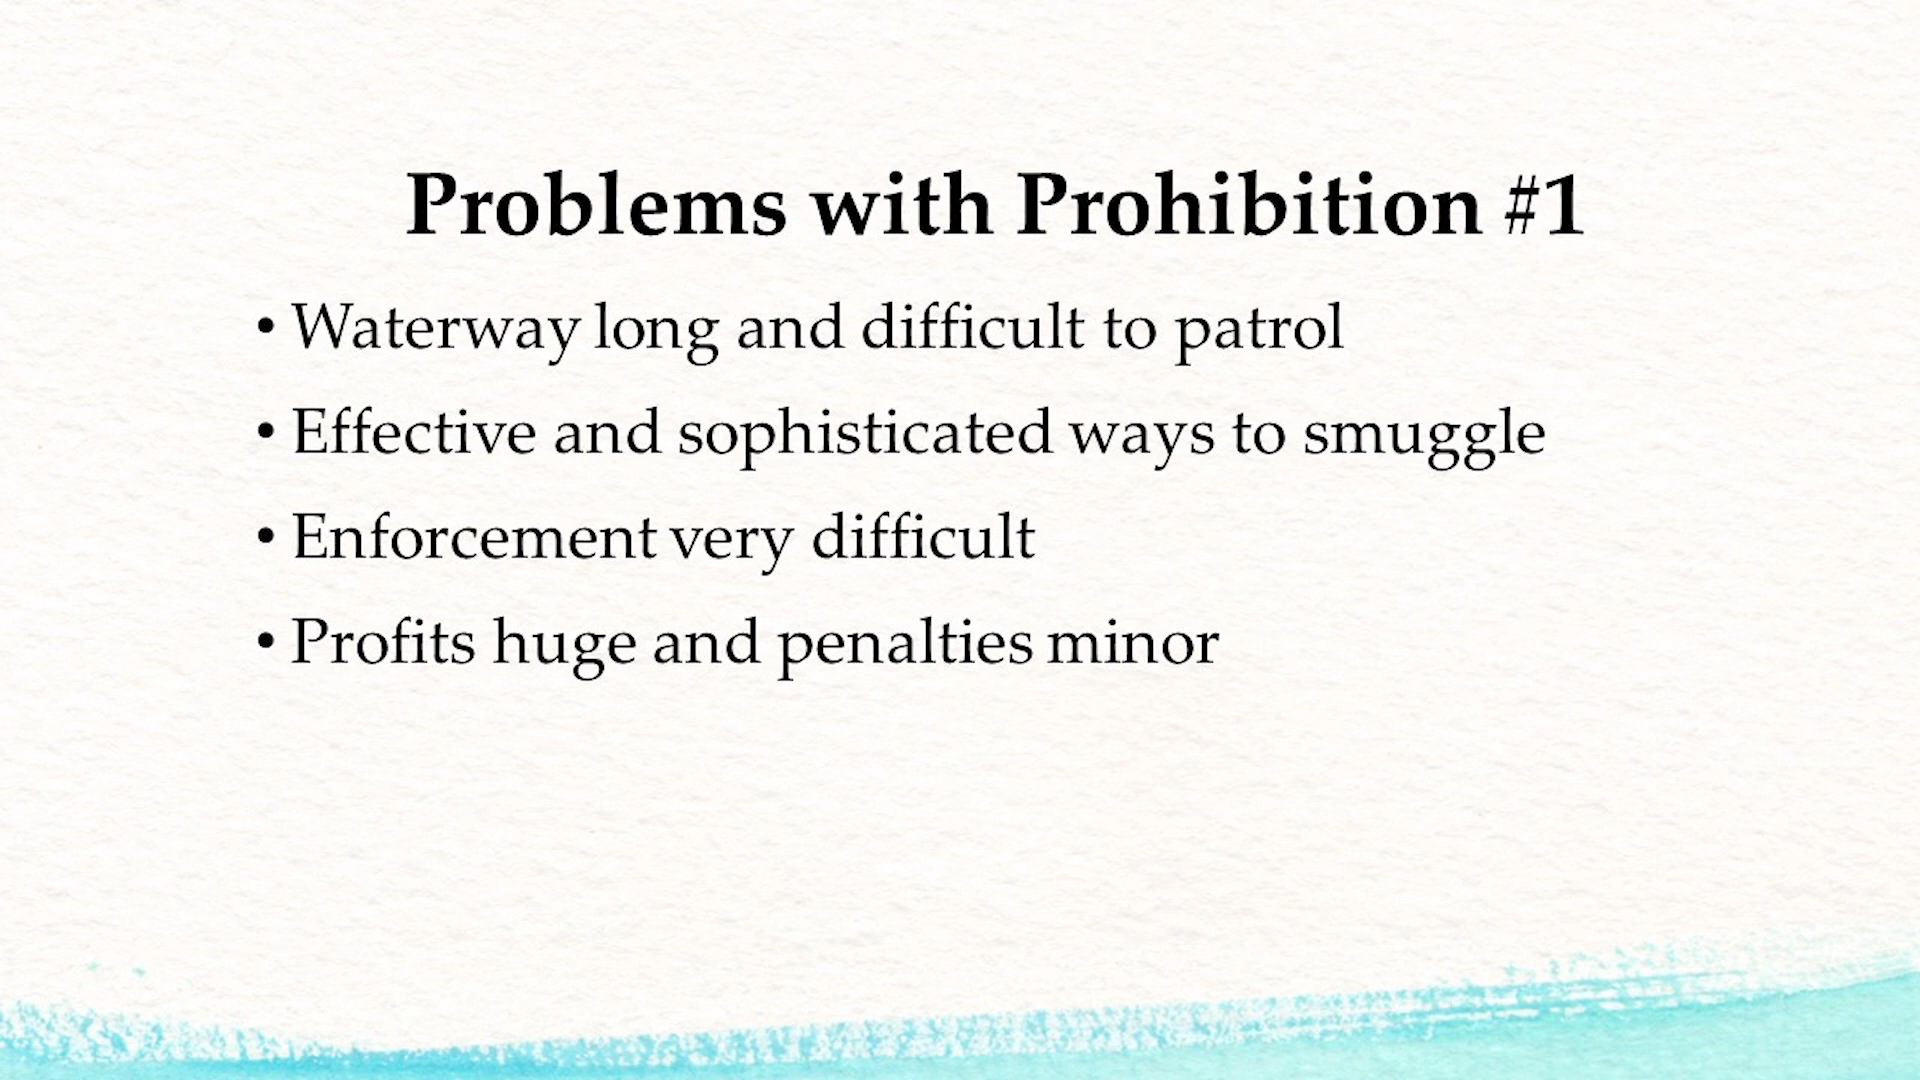 Problems with Prohibition #1
• Waterway long and difficult to patrol
• Effective and sophisticated ways to smuggle
• Enforcement very difficult
• Profits huge and penalties minor